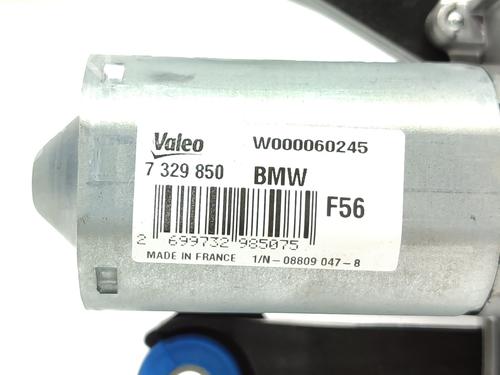 Valeo W000060245
7 329 850 BMW
F56
2 699732 985075
MADE IN FRANCE 1/N-08809 047-8